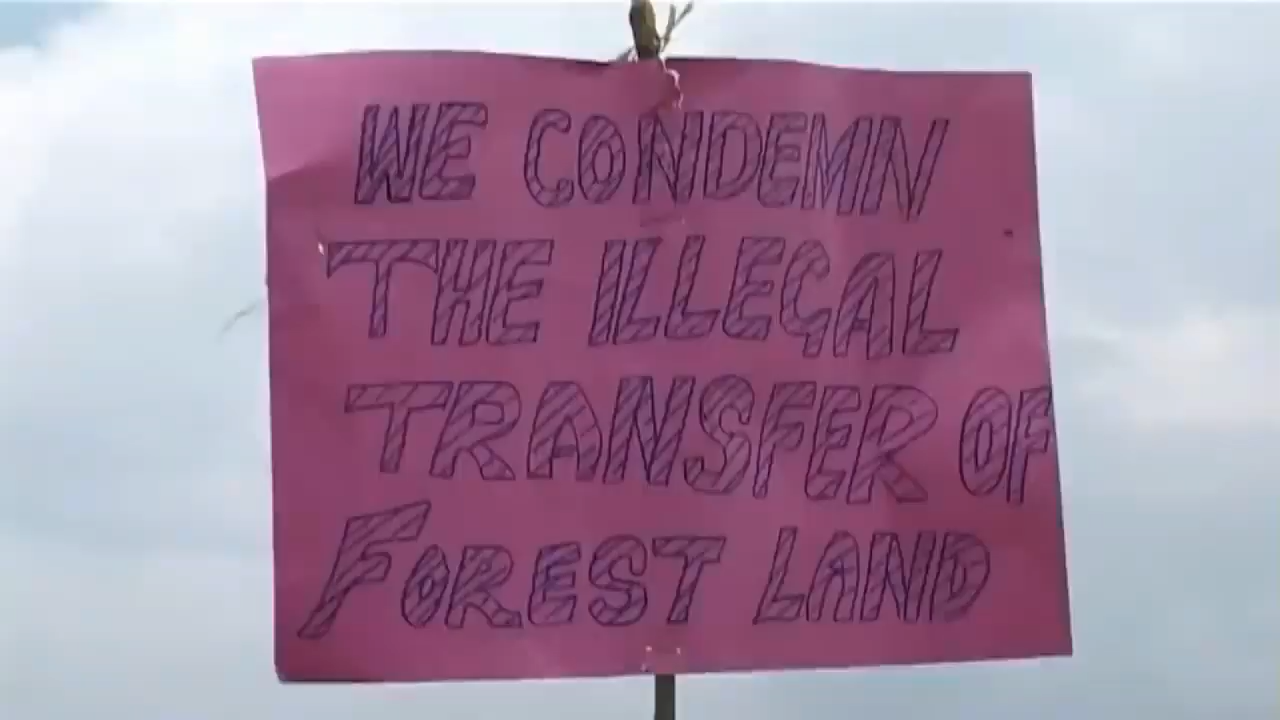 WE CONDEMN
THE ILLEGAL
TRANSFER OF
FOREST LAND